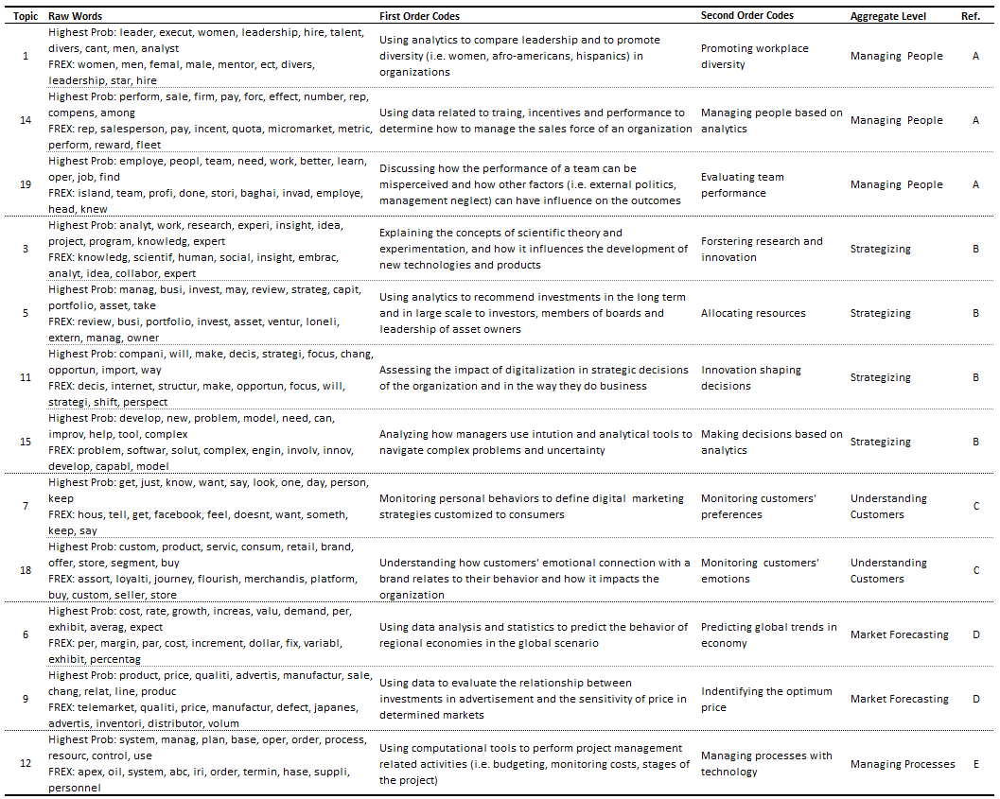 Topic Raw Words First Order Codes Second Order Codes Aggregate Level Ref.
1
Highest Prob: leader, execut, women, leadership, hire, talent,
divers, cant, men, analyst
FREX: women, men, femal, male, mentor, ect, divers,
leadership, star, hire
Using analytics to compare leadership and to promote
diversity (i.e. women, afro-americans, hispanics) in
organizations
Promoting workplace
diversity
Managing People
A
14
Highest Prob: perform, sale, firm, pay, forc, effect, number, rep,
compens, among
FREX: rep, salesperson, pay, incent, quota, micromarket, metric,
perform, reward, fleet
Using data related to traing, incentives and performance to
determine how to manage the sales force of an organization
Managing people based on
analytics
Managing People
A
19
Highest Prob: employe, peopl, team, need, work, better, learn,
oper, job, find
FREX: island, team, profi, done, stori, baghai, invad, employe,
head, knew
Discussing how the performance of a team can be
misperceived and how other factors (i.e. external politics,
management neglect) can have influence on the outcomes
Evaluating team
performance
Managing People
A
3
Highest Prob: analyt, work, research, experi, insight, idea,
project, program, knowledg, expert
FREX: knowledg, scientif, human, social, insight, embrac,
analyt, idea, collabor, expert
Explaining the concepts of scientific theory and
experimentation, and how it influences the development of
new technologies and products
Forstering research and
innovation
Strategizing
B
5
Highest Prob: manag, busi, invest, may, review, strateg, capit,
portfolio, asset, take
FREX: review, busi, portfolio, invest, asset, ventur, loneli,
extern, manag, owner
Using analytics to recommend investments in the long term
and in large scale to investors, members of boards and
leadership of asset owners
Allocating resources
Strategizing
B
11
Highest Prob: compani, will, make, decis, strategi, focus, chang,
opportun, import, way
FREX: decis, internet, structur, make, opportun, focus, will,
strategi, shift, perspect
Assessing the impact of digitalization in strategic decisions
of the organization and in the way they do business
Innovation shaping
decisions
Strategizing
B
15
Highest Prob: develop, new, problem, model, need, can,
improv, help, tool, complex
FREX: problem, softwar, solut, complex, engin, involv, innov,
develop, capabl, model
Analyzing how managers use intution and analytical tools to
navigate complex problems and uncertainty
Making decisions based on
analytics
Strategizing
B
7
Highest Prob: get, just, know, want, say, look, one, day, person,
keep
FREX: hous, tell, get, facebook, feel, doesnt, want, someth,
keep, say
Monitoring personal behaviors to define digital marketing
strategies customized to consumers
Monitoring customers'
preferences
Understanding
Customers
C
18
Highest Prob: custom, product, servic, consum, retail, brand,
offer, store, segment, buy
FREX: assort, loyalti, journey, flourish, merchandis, platform,
buy, custom, seller, store
Understanding how customers' emotional connection with a
brand relates to their behavior and how it impacts the
organization
Monitoring customers'
emotions
Understanding
Customers
C
6
Highest Prob: cost, rate, growth, increas, valu, demand, per,
exhibit, averag, expect
FREX: per, margin, par, cost, increment, dollar, fix, variabl,
exhibit, percentag
Using data analysis and statistics to predict the behavior of
regional economies in the global scenario
Predicting global trends in
economy
Market Forecasting
D
9
Highest Prob: product, price, qualiti, advertis, manufactur, sale,
chang, relat, line, produc
FREX: telemarket, qualiti, price, manufactur, defect, japanes,
advertis, inventori, distributor, volum
Using data to evaluate the relationship between
investments in advertisement and the sensitivity of price in
determined markets
Indentifying the optimum
price
Market Forecasting
D
12
Highest Prob: system, manag, plan, base, oper, order, process,
resourc, control, use
FREX: apex, oil, system, abc, iri, order, termin, hase, suppli,
personnel
Using computational tools to perform project management
related activities (i.e. budgeting, monitoring costs, stages of
the project)
Managing processes with
technology
Managing Processes
E